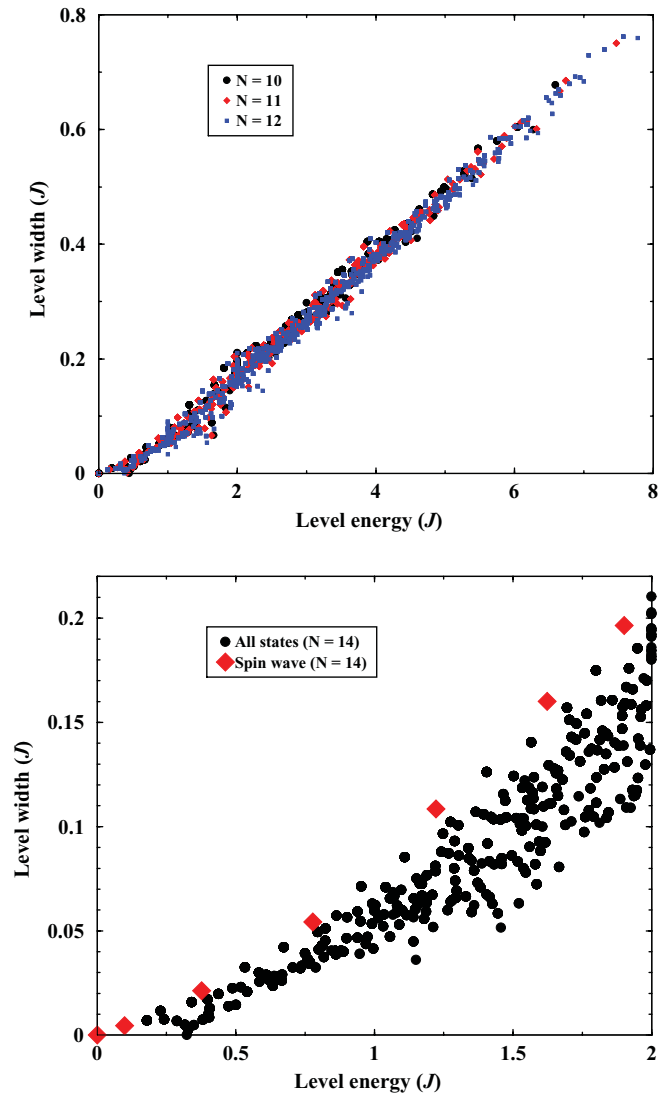 0.8
N = 10
N = 11
N = 12
0.6
Level width (J)
0.4
0.2
0
0 2 4 6 8
Level energy (J)
0.2
All states (N = 14)
Spin wave (N = 14)
0.15
Level width (J)
0.1
0.05
0
0 0.5 1 1.5 2
Level energy (J)